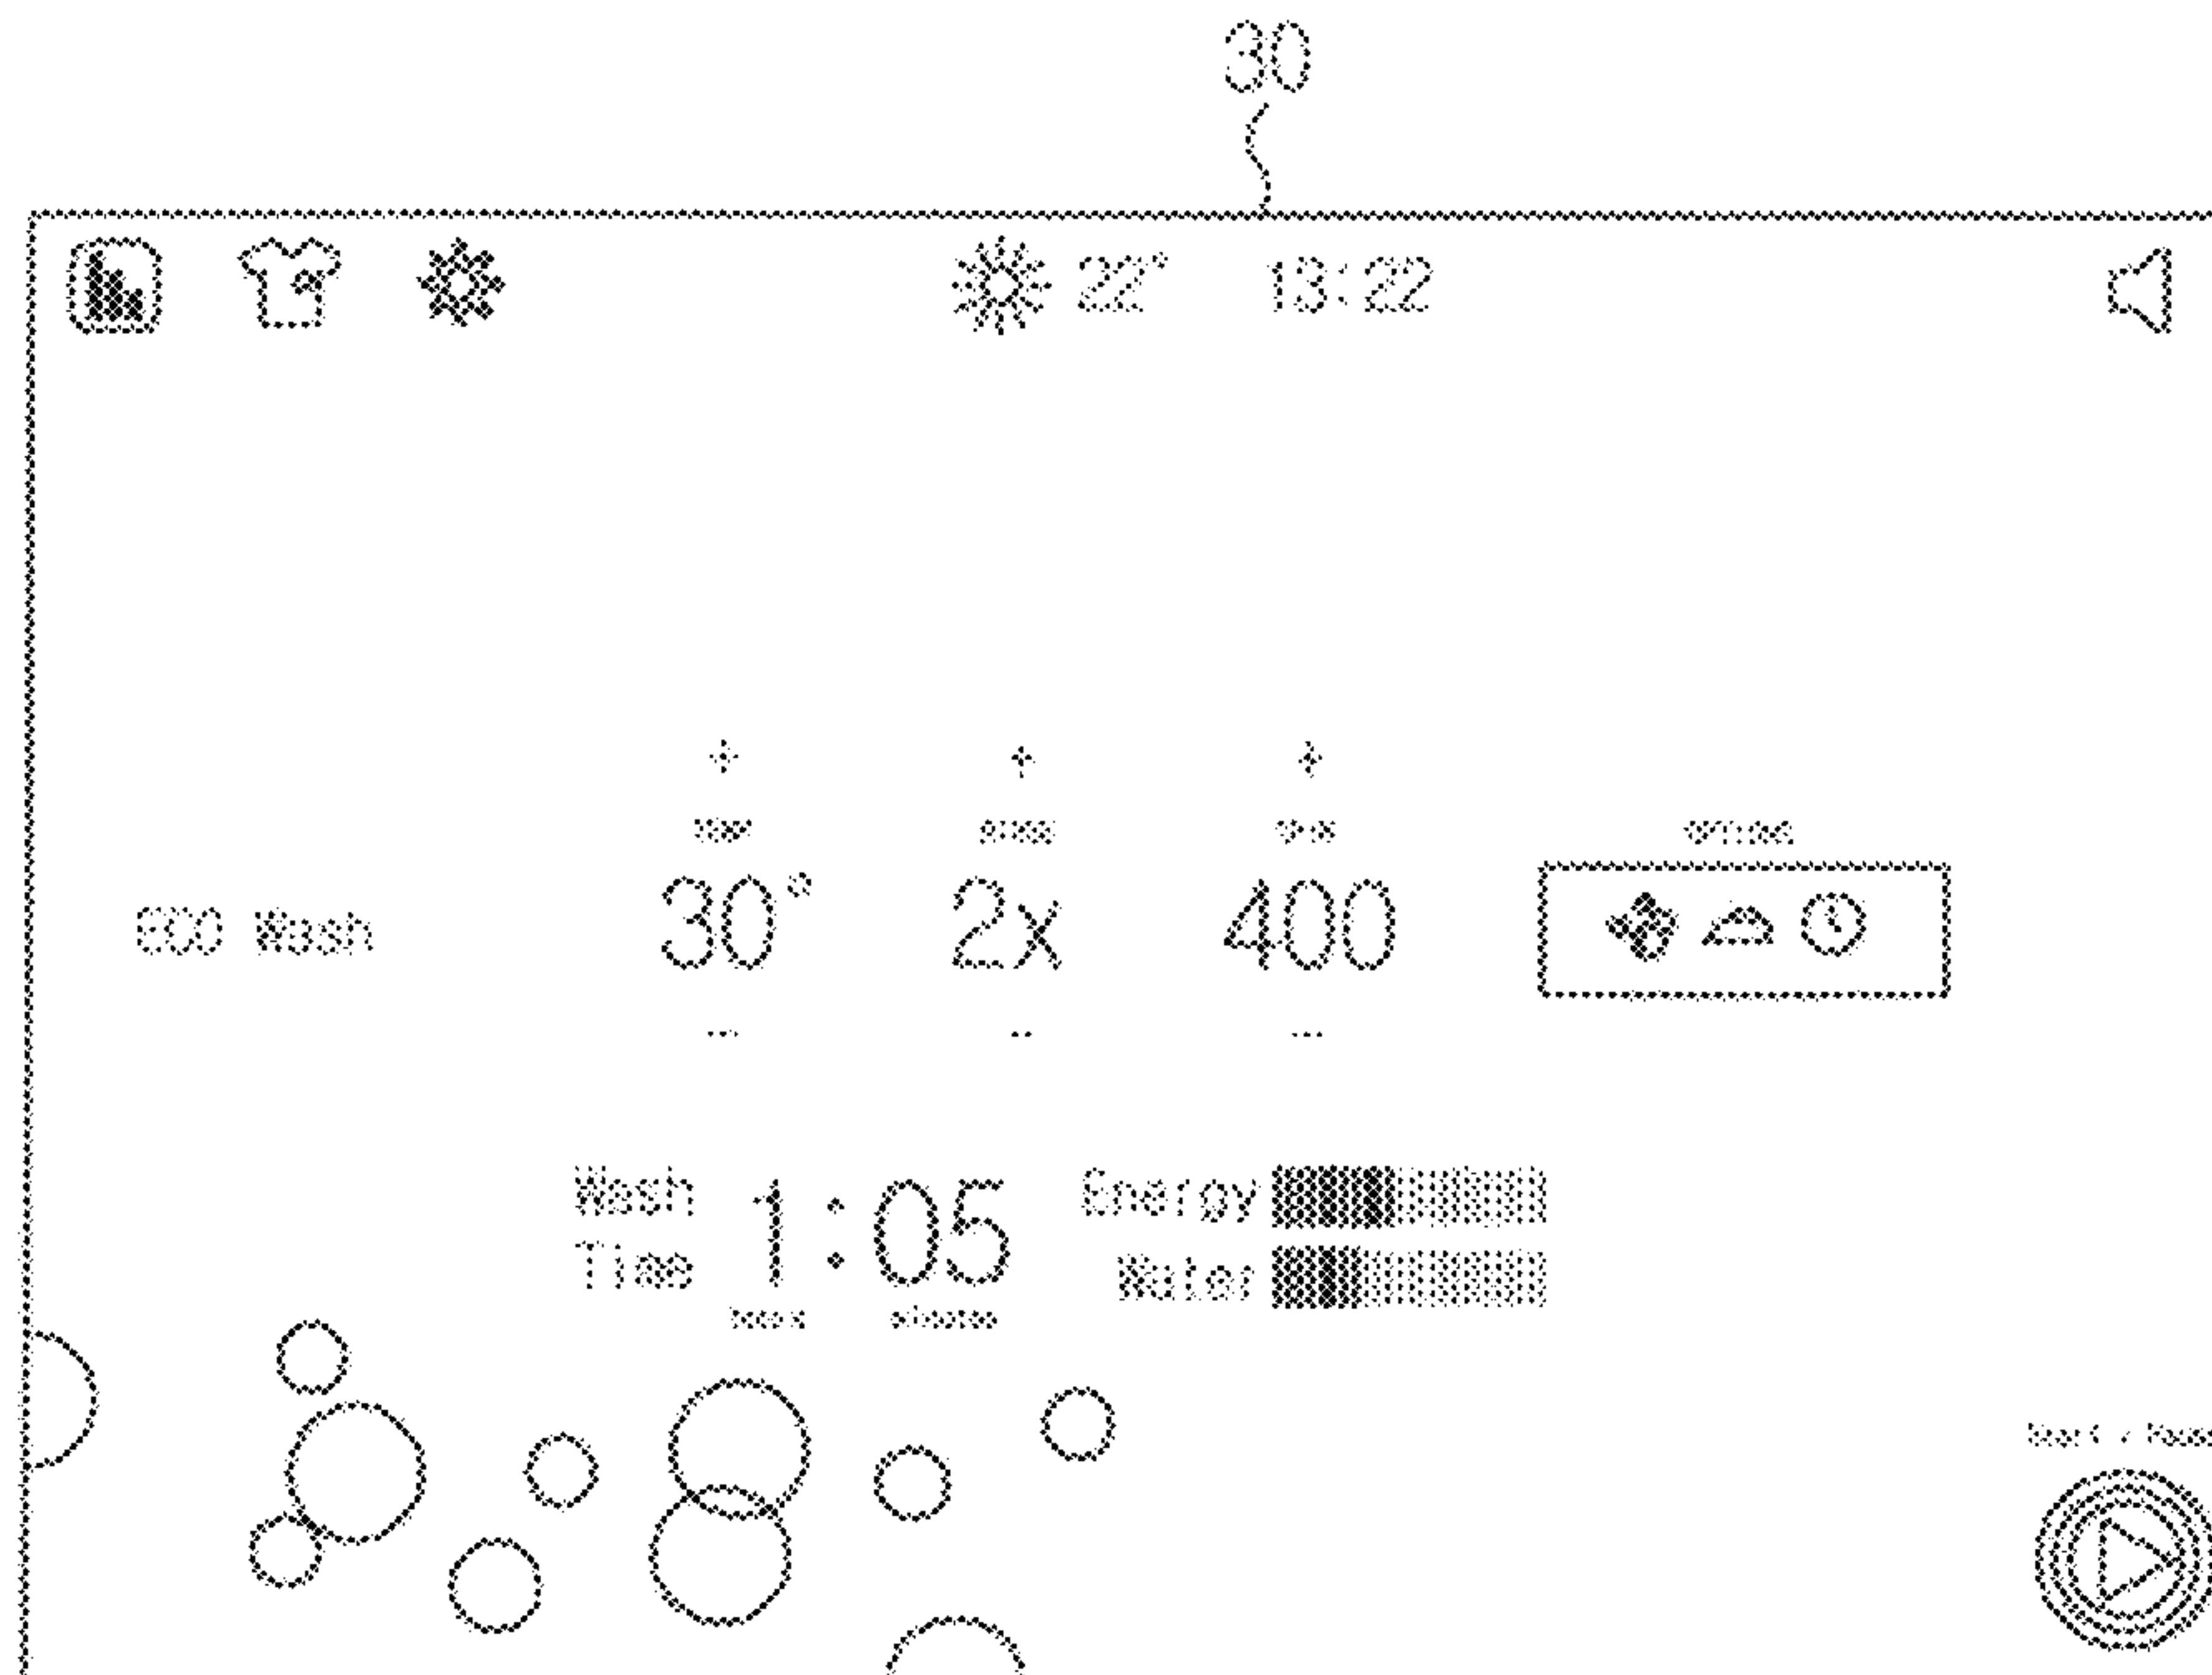 30
22° 13:22
+ + +
ECO Wash 30° 2x 400
- - -
Wash Time 1:05
Energy
Water